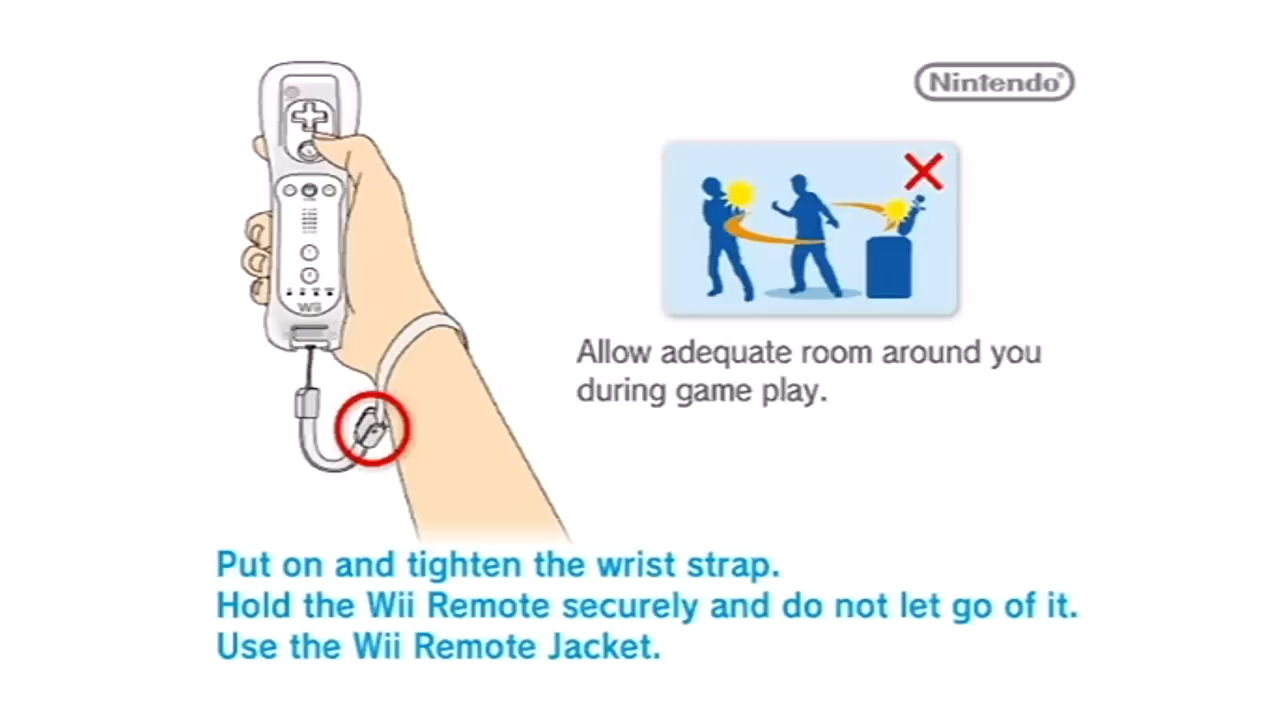 Nintendo®
Allow adequate room around you
during game play.
Wii
Put on and tighten the wrist strap.
Hold the Wii Remote securely and do not let go of it.
Use the Wii Remote Jacket.